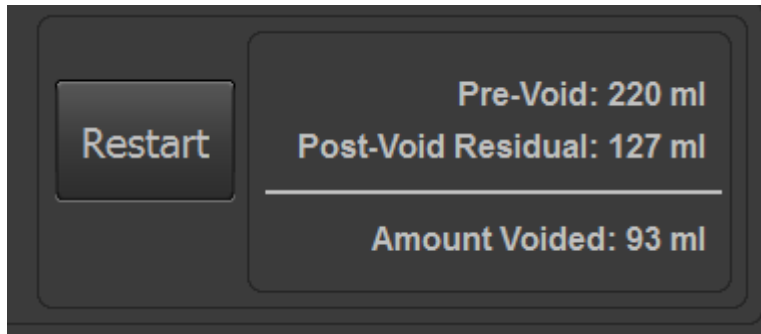 Restart
Pre-Void: 220 ml
Post-Void Residual: 127 ml
Amount Voided: 93 ml